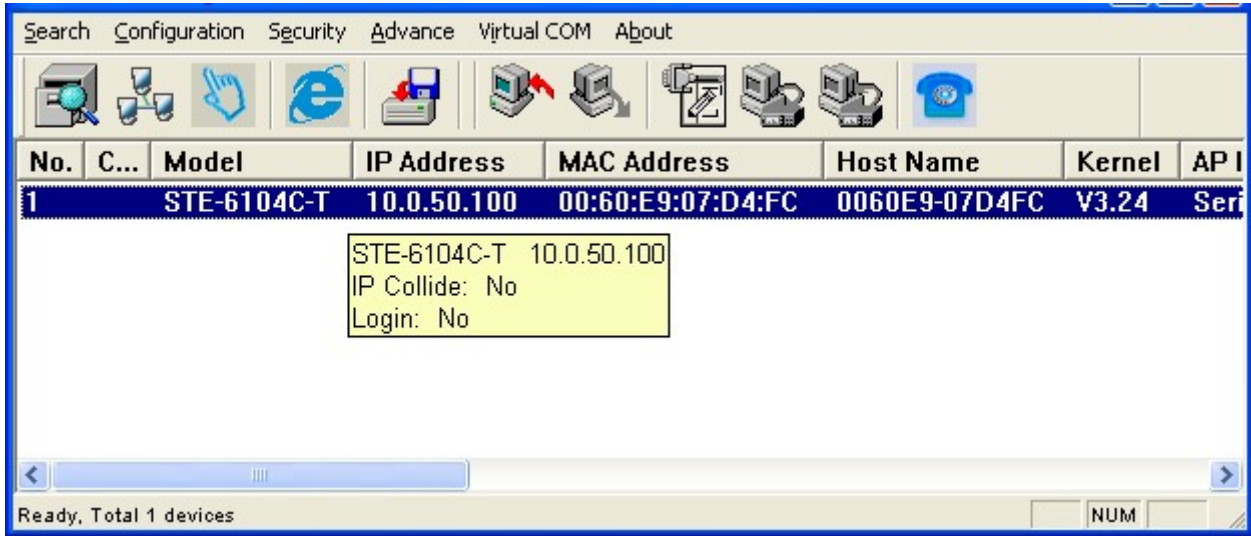 Search Configuration Security Advance Virtual COM About
No. C... Model IP Address MAC Address Host Name Kernel AP I
1 STE-6104C-T 10.0.50.100 00:60:E9:07:D4:FC 0060E9-07D4FC V3.24 Seri
STE-6104C-T 10.0.50.100
IP Collide: No
Login: No
Ready, Total 1 devices NUM